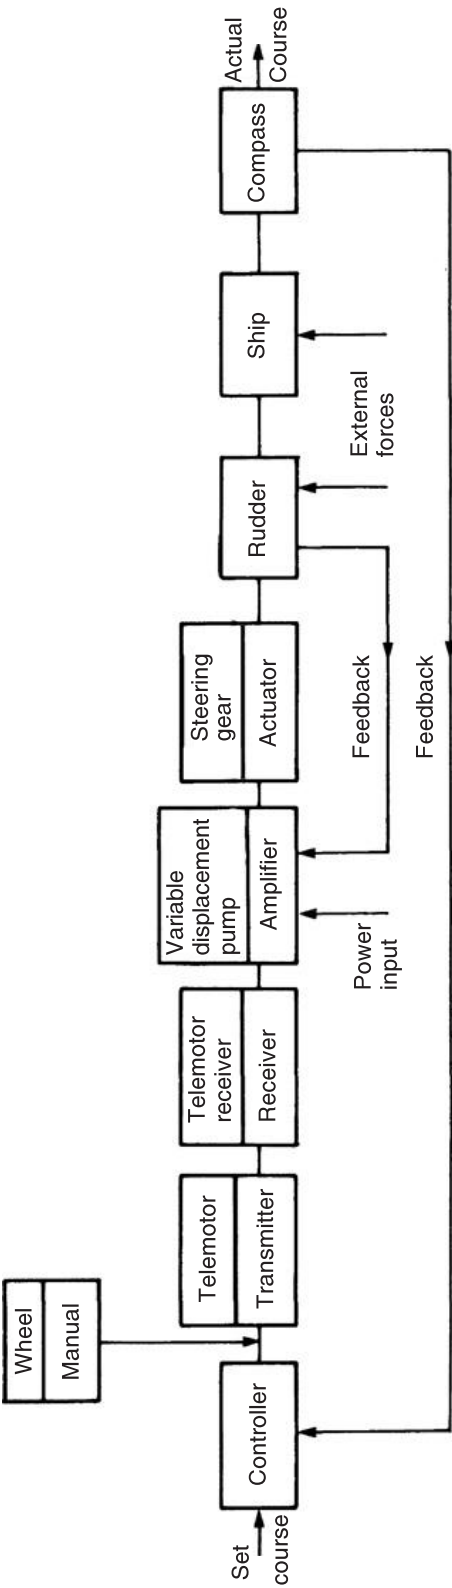 Wheel
Manual
Set
course
Controller
Telemotor
Transmitter
Telemotor
receiver
Receiver
Variable
displacement
pump
Amplifier
Power
input
Steering
gear
Actuator
Feedback
Feedback
Rudder
External
forces
Ship
Compass
Actual
Course